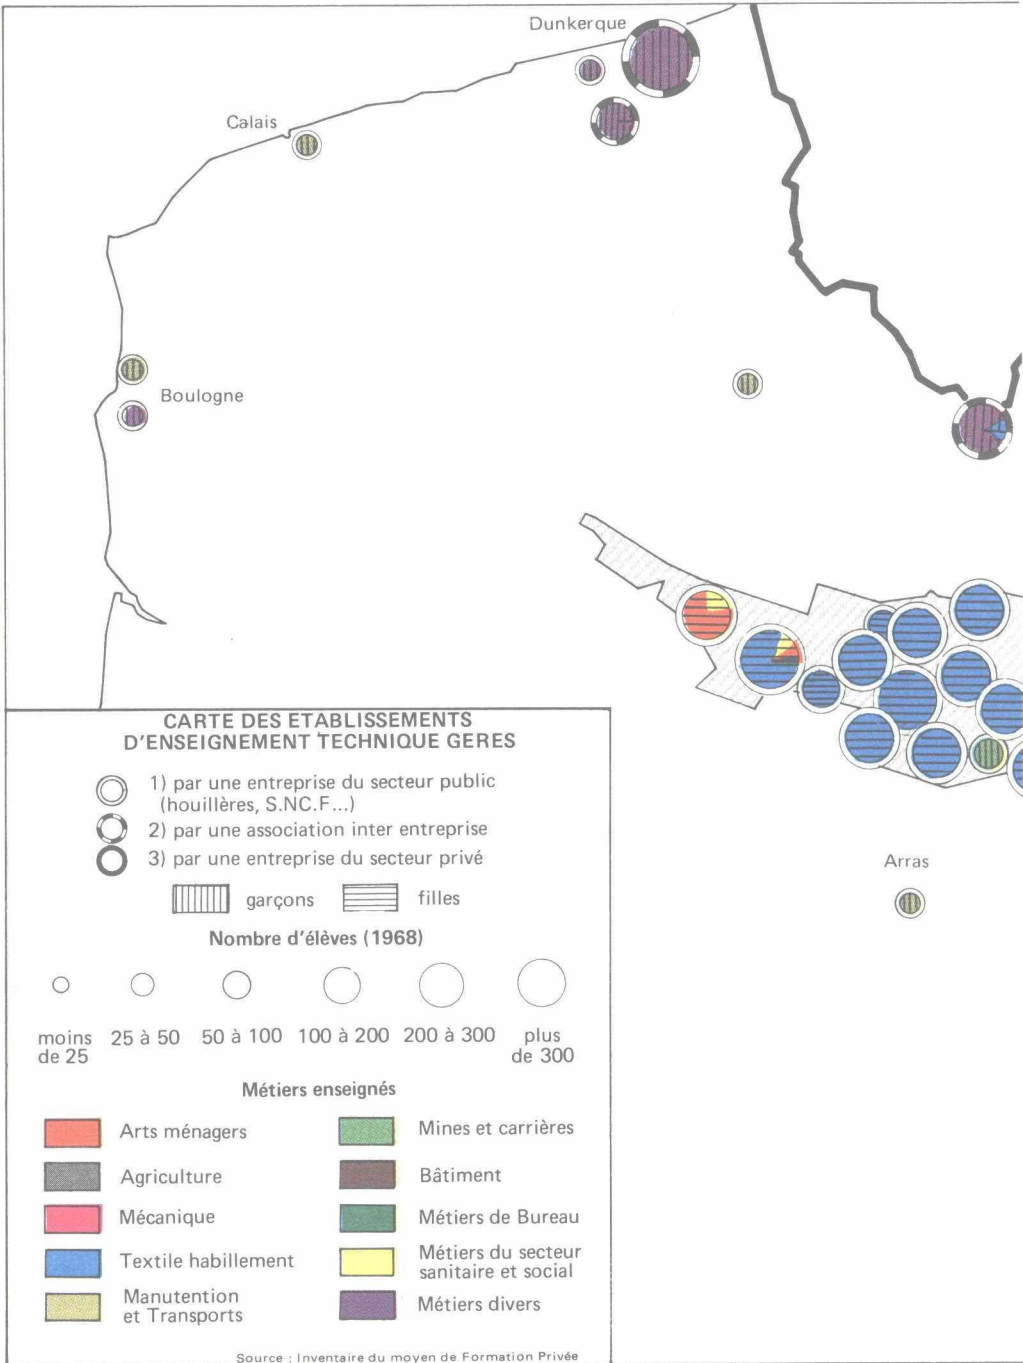 Dunkerque
Calais
Boulogne
Arras
CARTE DES ETABLISSEMENTS
D'ENSEIGNEMENT TECHNIQUE GERES
1) par une entreprise du secteur public
(houillères, S.NC.F...)
2) par une association inter entreprise
3) par une entreprise du secteur privé
garçons
filles
Nombre d'élèves (1968)
moins
de 25
25 à 50
50 à 100
100 à 200
200 à 300
plus
de 300
Métiers enseignés
Arts ménagers
Agriculture
Mécanique
Textile habillement
Manutention
et Transports
Mines et carrières
Bâtiment
Métiers de Bureau
Métiers du secteur
sanitaire et social
Métiers divers
Source : Inventaire du moyen de Formation Privée